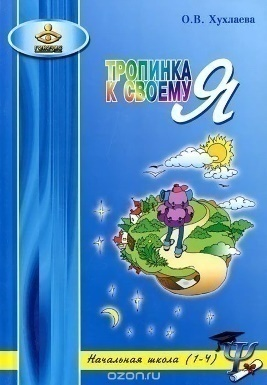 О.В. Хухлаева
ТРОПИНКА
К СВОЕМУ
Я
Начальная школа (1-4)
Ψ
ozon.ru